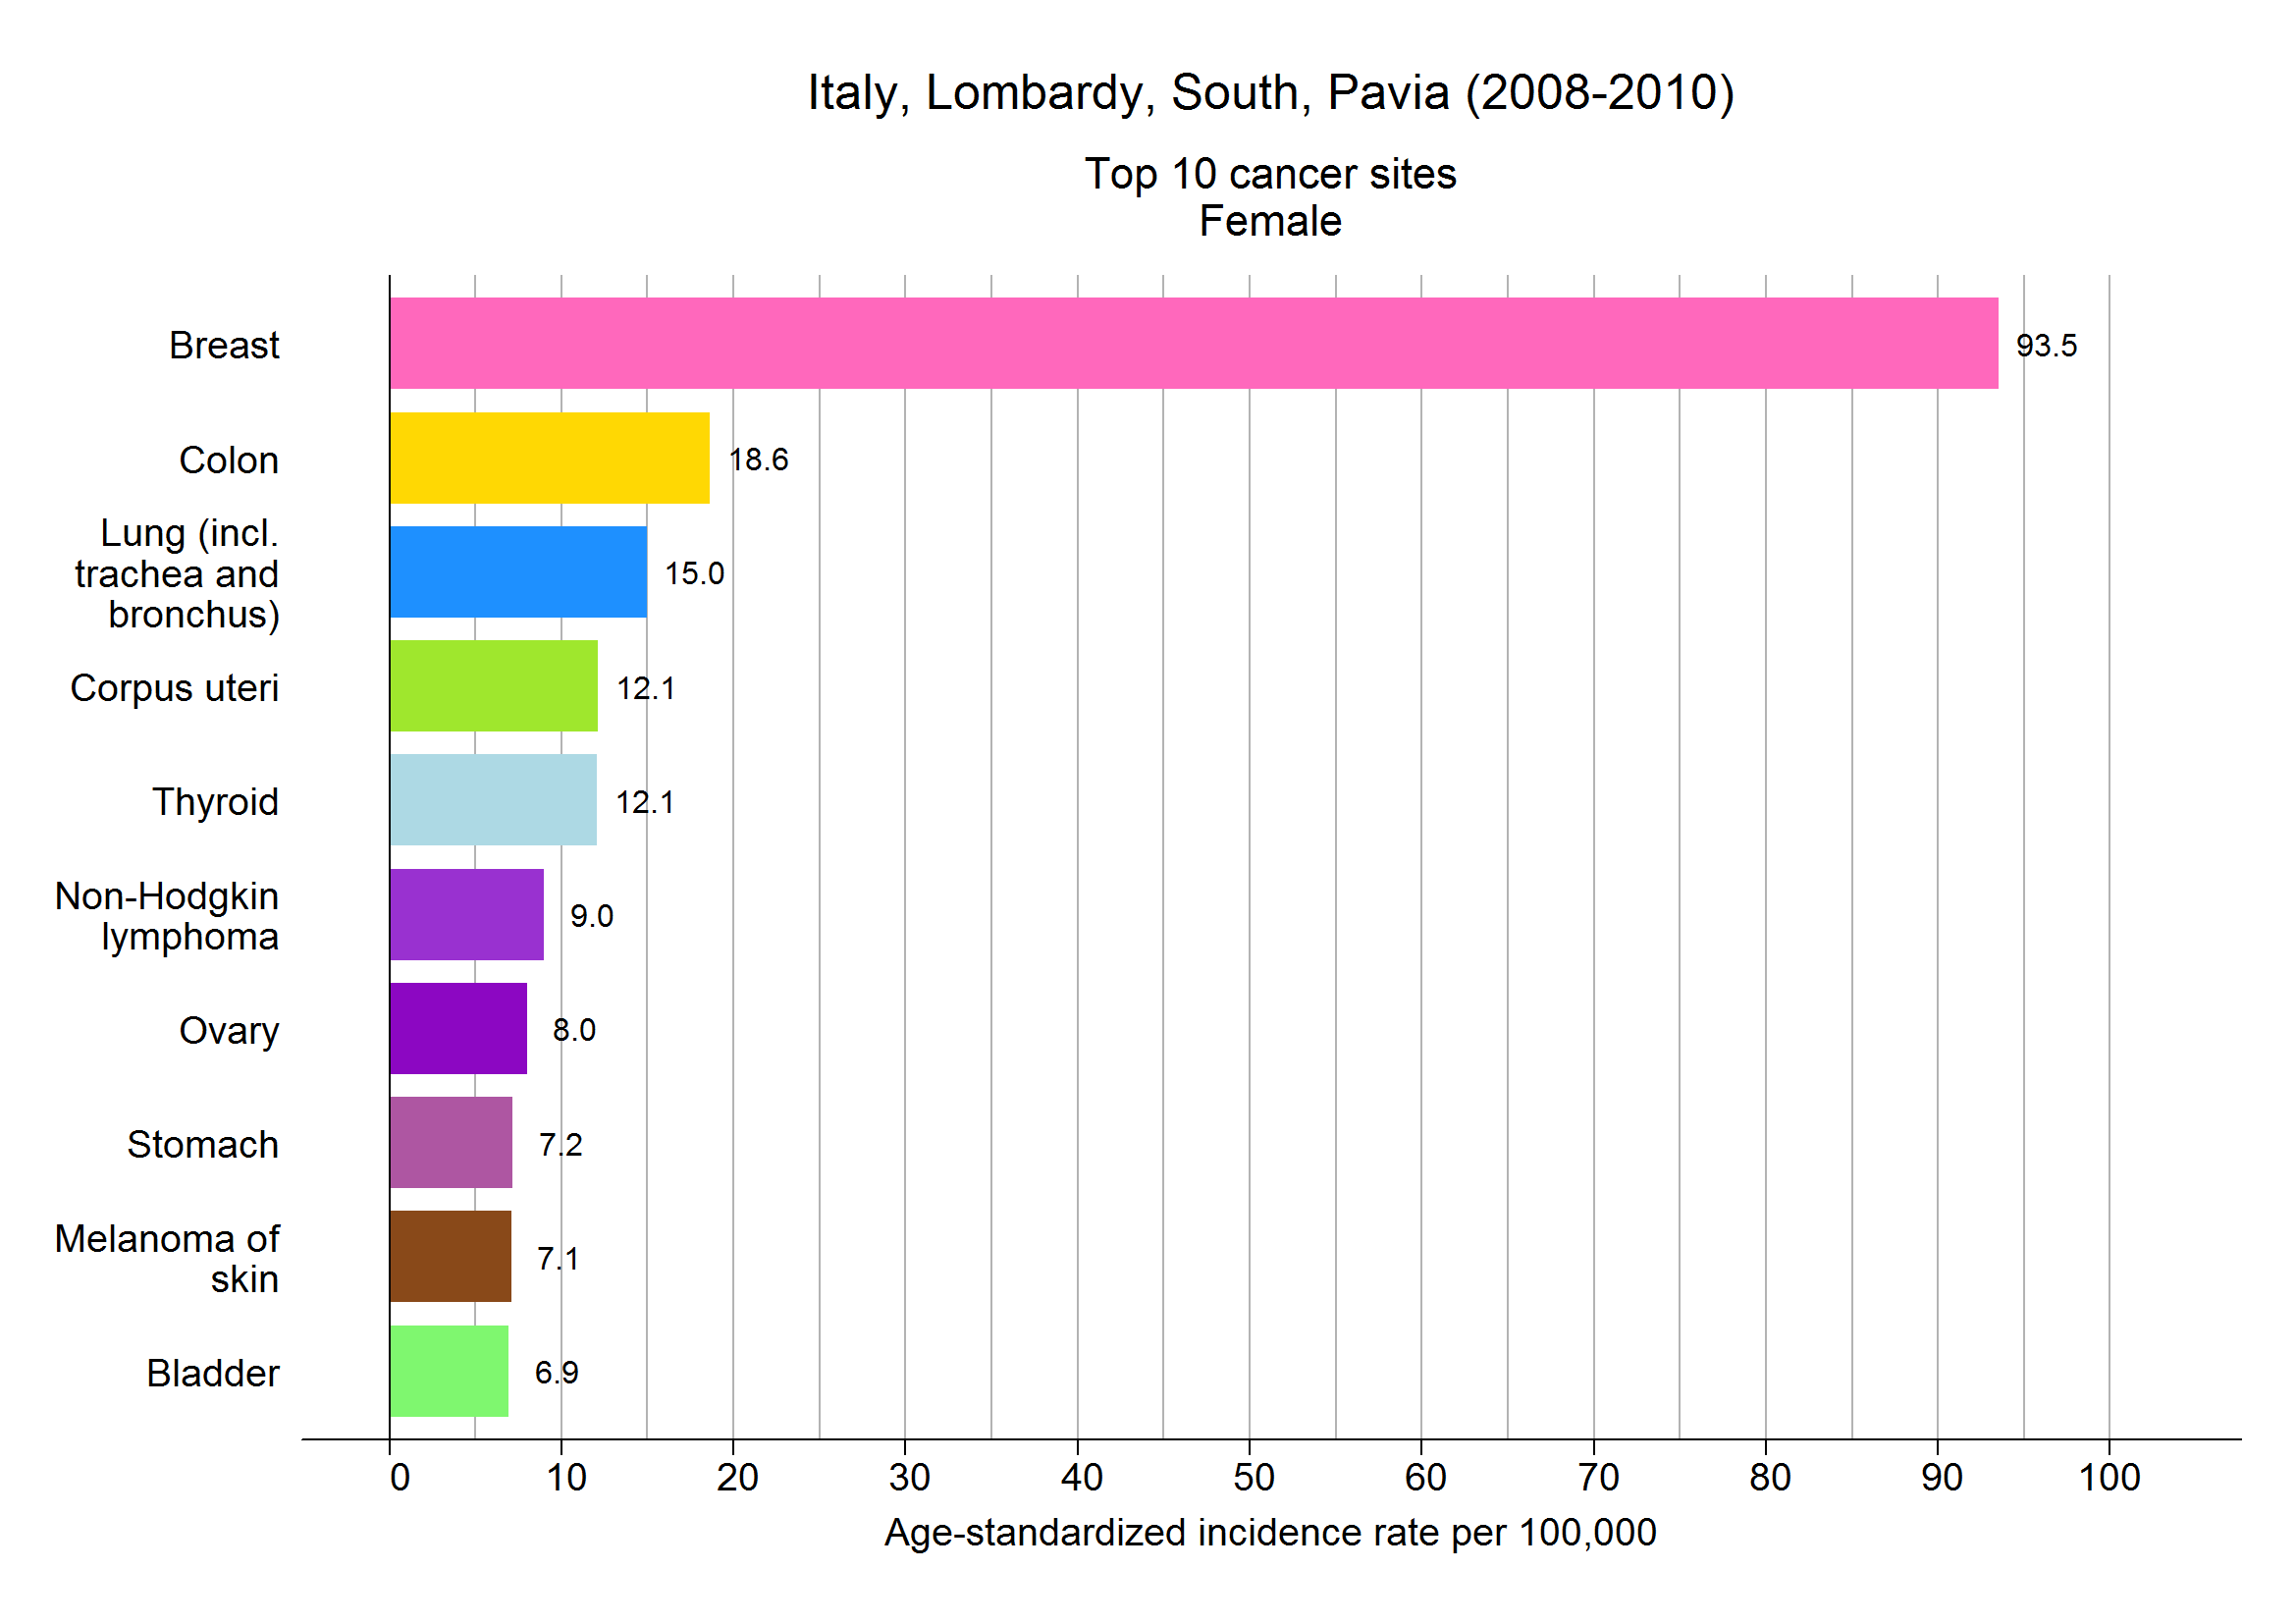 Italy, Lombardy, South, Pavia (2008-2010)
Top 10 cancer sites
Female
Breast
93.5
Colon
18.6
Lung (incl.
trachea and
bronchus)
15.0
Corpus uteri
12.1
Thyroid
12.1
Non-Hodgkin
lymphoma
9.0
Ovary
8.0
Stomach
7.2
Melanoma of
skin
7.1
Bladder
6.9
0 10 20 30 40 50 60 70 80 90 100
Age-standardized incidence rate per 100,000